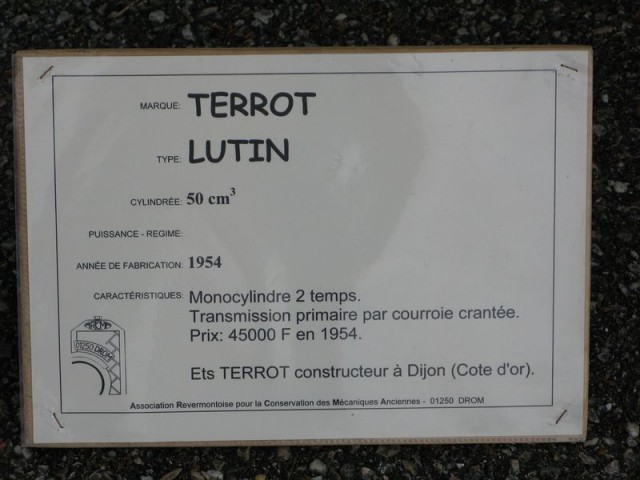 MARQUE: TERROT
TYPE: LUTIN
CYLINDRÉE: 50 cm³
PUISSANCE - REGIME:
ANNÉE DE FABRICATION: 1954
CARACTÉRISTIQUES: Monocylindre 2 temps.
Transmission primaire par courroie crantée.
Prix: 45000 F en 1954.
01250 DROM
Ets TERROT constructeur à Dijon (Cote d'or).
Association Revermontoise pour la Conservation des Mécaniques Anciennes - 01250 DROM